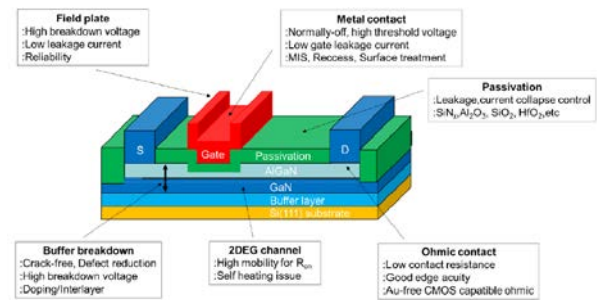 Field plate
:High breakdown voltage
:Low leakage current
:Reliability
Metal contact
:Normally-off, high threshold voltage
:Low gate leakage current
:MIS, Reccess, Surface treatment
Passivation
:Leakage,current collapse control
:SiNx,Al2O3, SiO2, HfO2,etc
S
Gate
D
Passivation
AlGaN
GaN
Buffer layer
Si(111) substrate
Buffer breakdown
:Crack-free, Defect reduction
:High breakdown voltage
:Doping/Interlayer
2DEG channel
:High mobility for Ron
:Self heating issue
Ohmic contact
:Low contact resistance
:Good edge acuity
:Au-free CMOS capatible ohmic